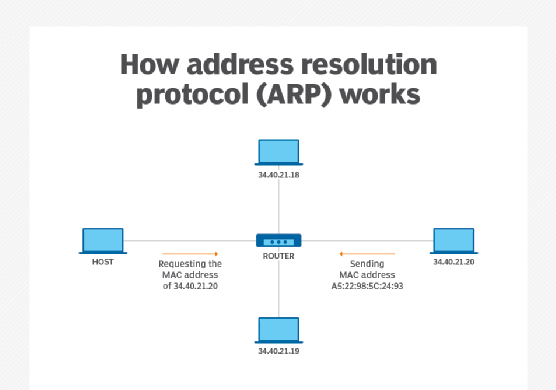 How address resolution
protocol (ARP) works
34.40.21.18
HOST
Requesting the
MAC address
of 34.40.21.20
ROUTER
Sending
MAC address
A5:22:98:5C:24:93
34.40.21.20
34.40.21.19